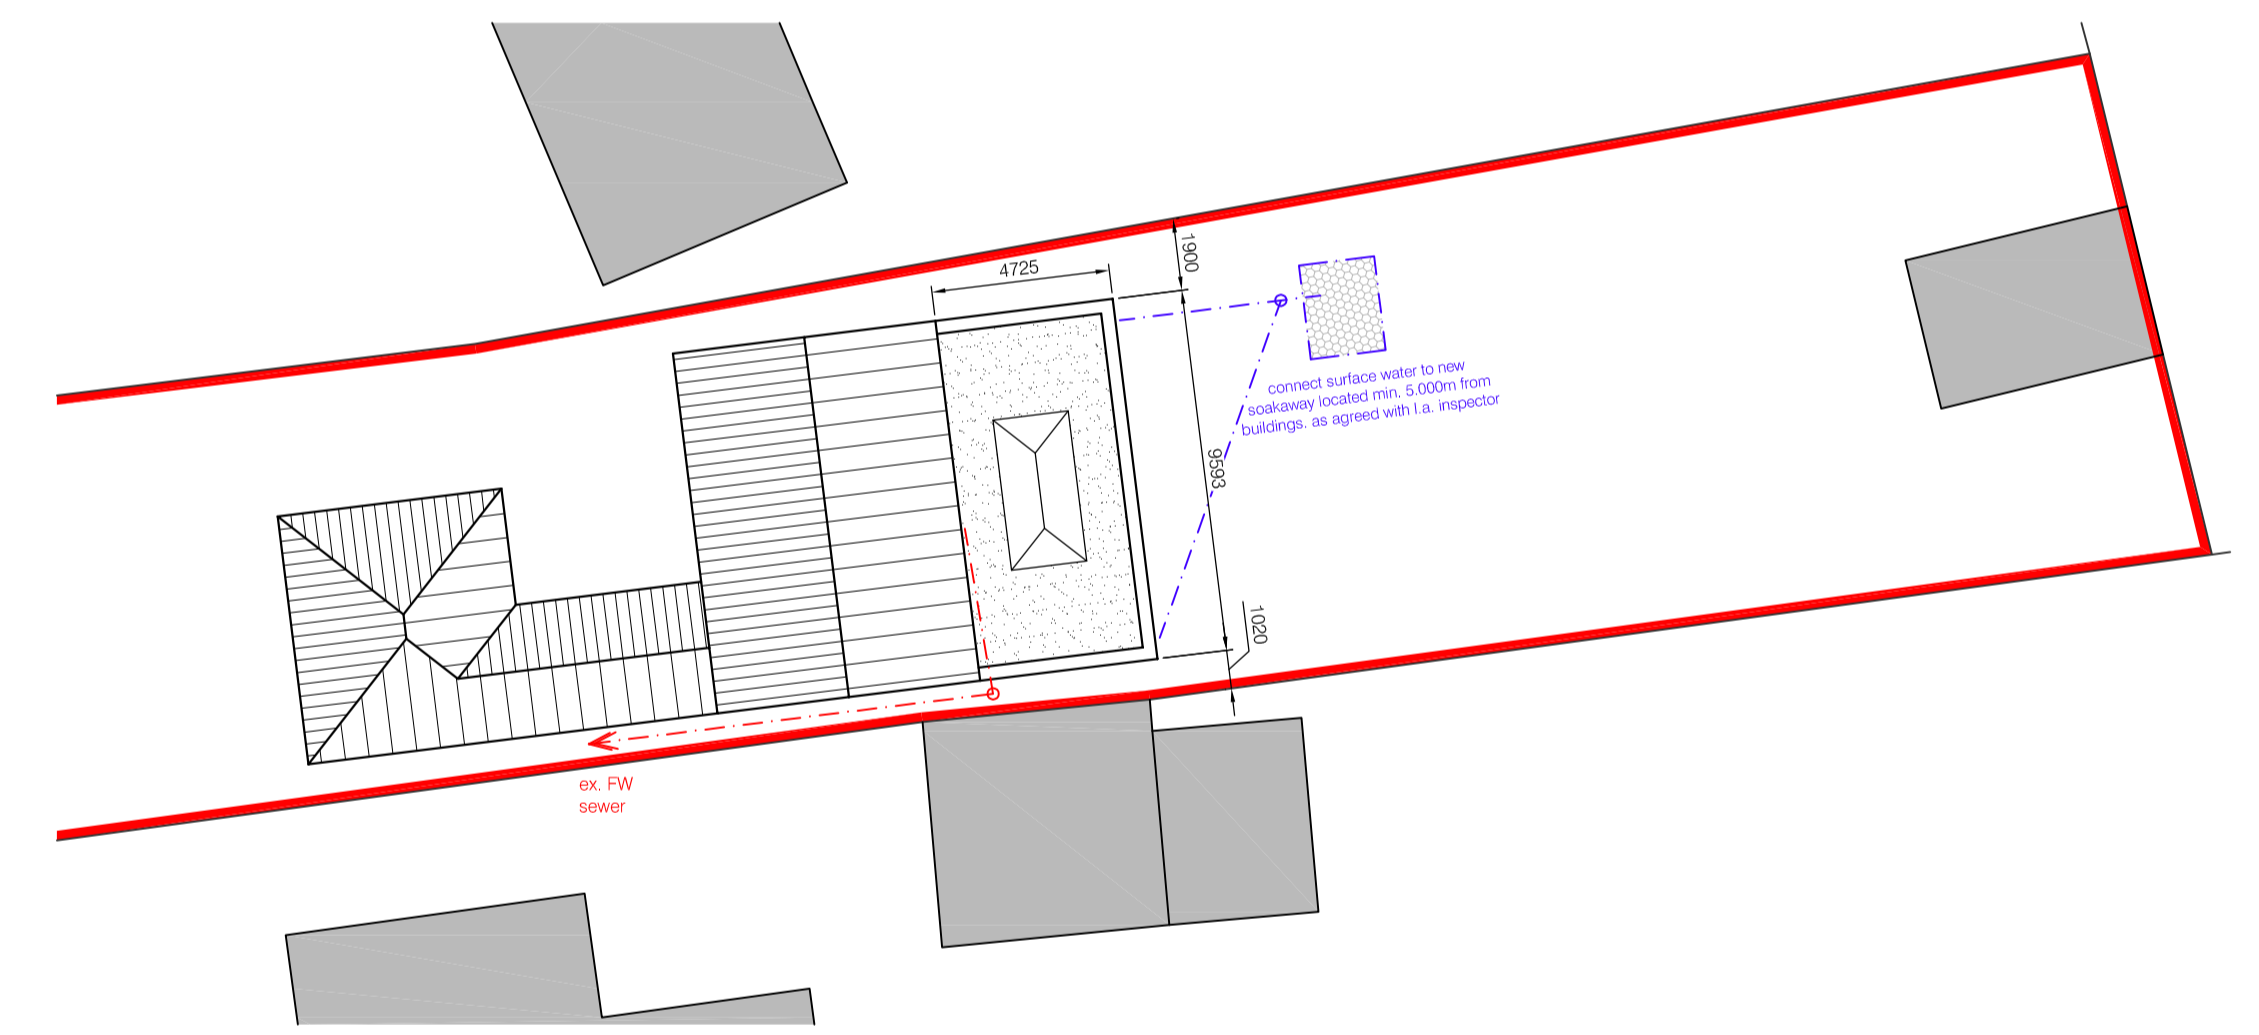 1900
4725
connect surface water to new
soakaway located min. 5.000m from
buildings. as agreed with l.a. inspector
9593
1020
ex. FW
sewer